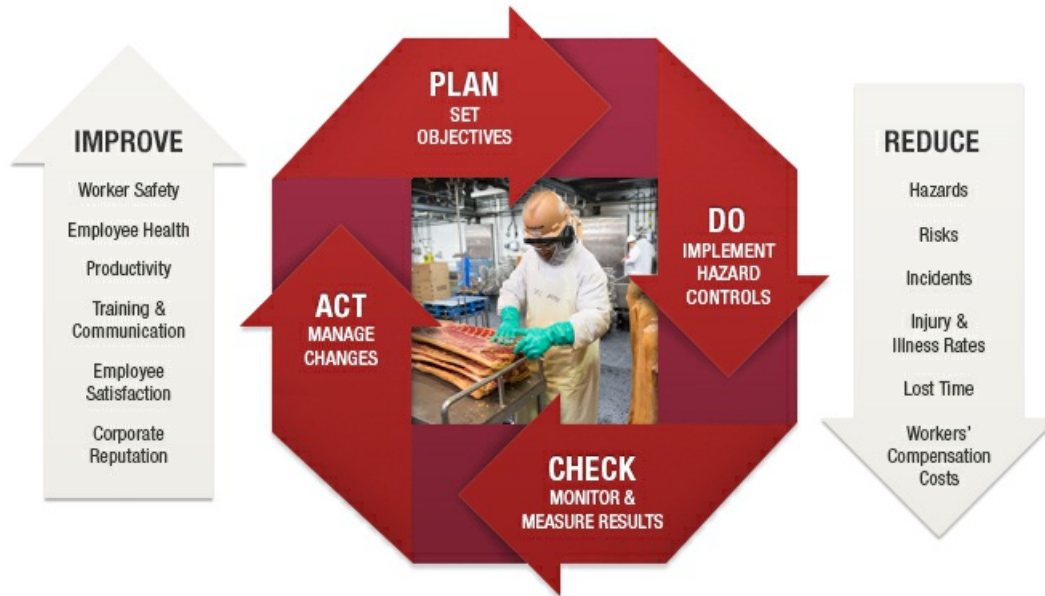 IMPROVE
Worker Safety
Employee Health
Productivity
Training &
Communication
Employee
Satisfaction
Corporate
Reputation
PLAN
SET
OBJECTIVES
DO
IMPLEMENT
HAZARD
CONTROLS
CHECK
MONITOR &
MEASURE RESULTS
ACT
MANAGE
CHANGES
REDUCE
Hazards
Risks
Incidents
Injury &
Illness Rates
Lost Time
Workers'
Compensation
Costs